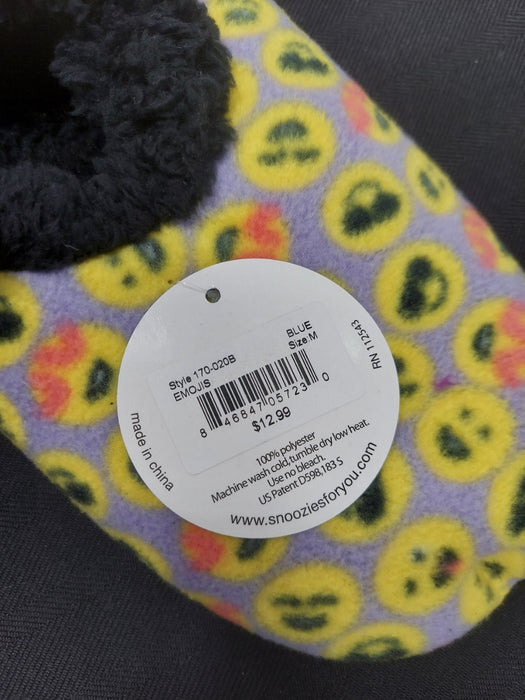 BLUE
Style 170-020B Size:M
EMOJIS
8 46847 05723 0
$12.99
RN 112543
made in china
100% polyester
Machine wash cold, tumble dry low heat.
Use no bleach.
US Patent D598,183 S
www.snooziesforyou.com